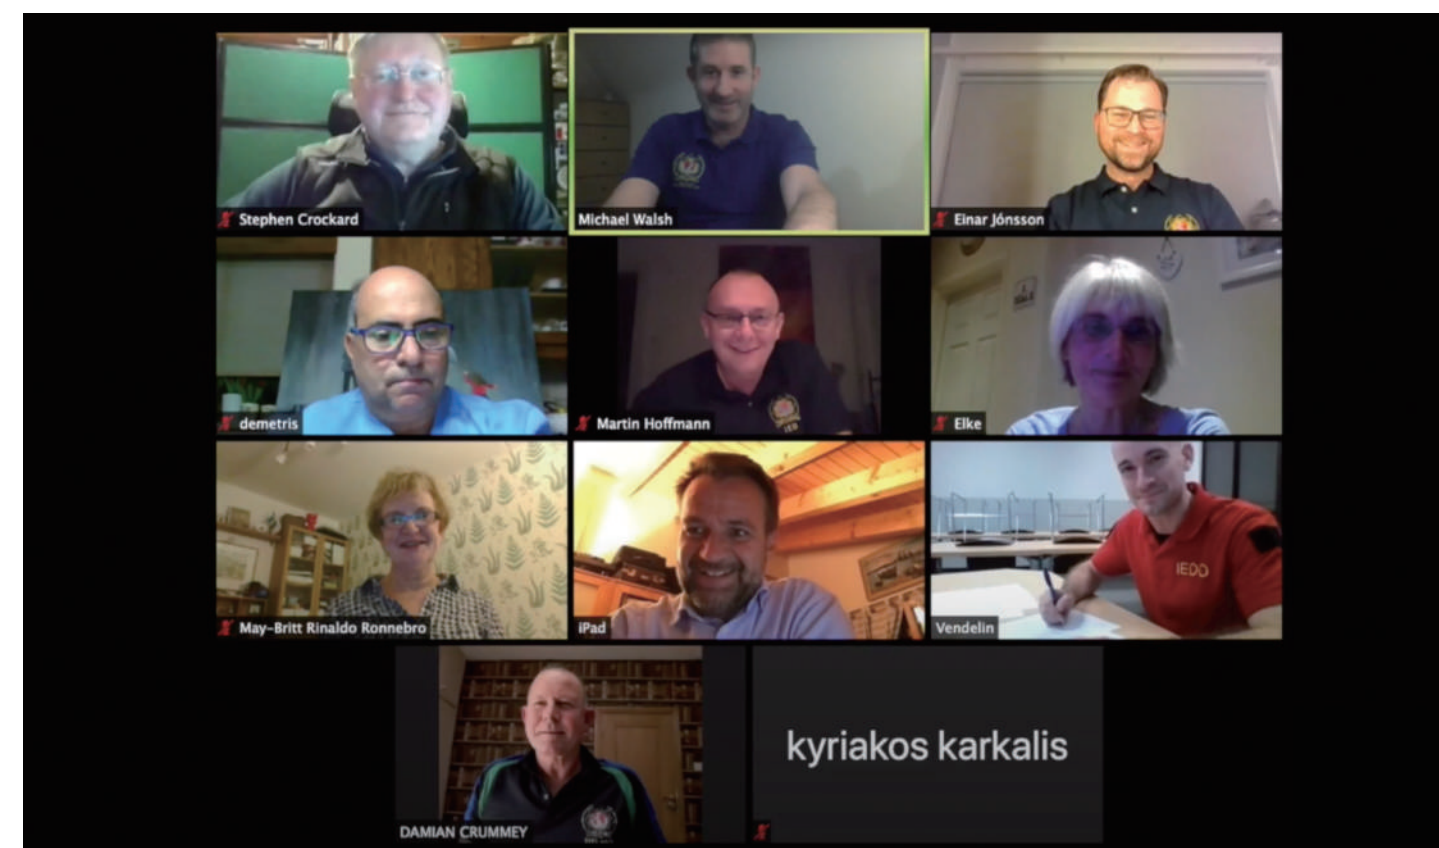 Stephen Crockard
Michael Walsh
Einar Jónsson
demetris
Martin Hoffmann
Elke
May-Britt Rinaldo Ronnebro
iPad
Vendelin
IEDD
DAMIAN CRUMMEY
kyriakos karkalis